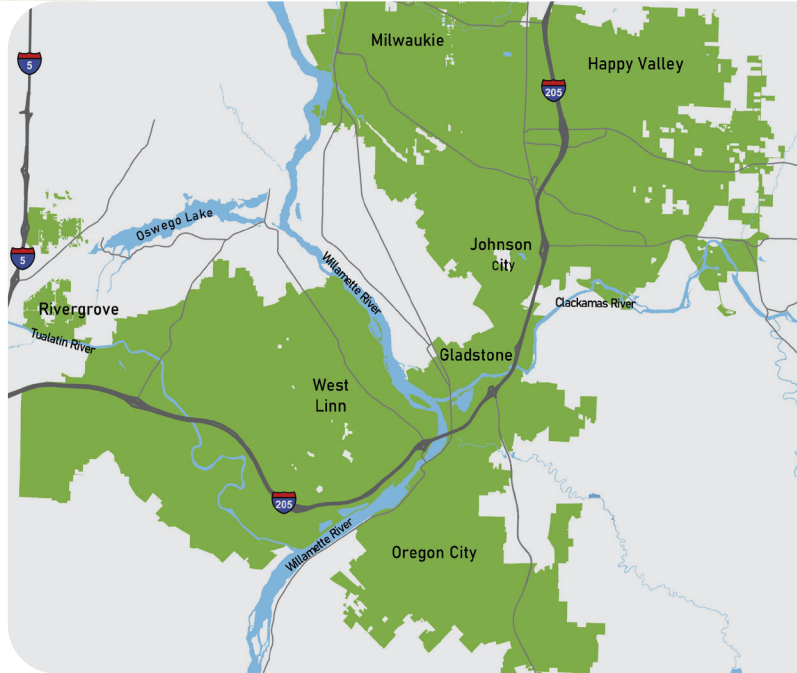 Milwaukie
Happy Valley
5
205
Oswego Lake
Johnson
city
5
Willamette River
Clackamas River
Rivergrove
Tualatin River
Gladstone
West
Linn
205
Willamette River
Oregon City